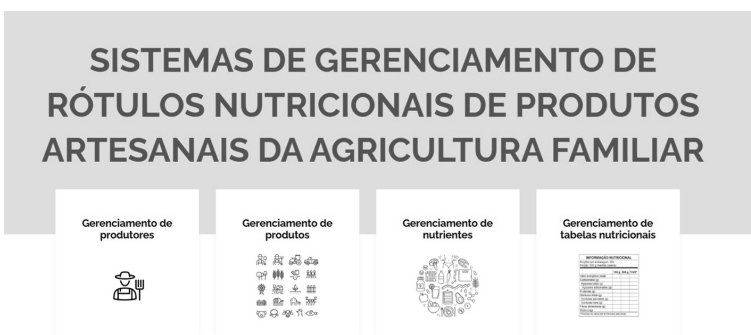 SISTEMAS DE GERENCIAMENTO DE
RÓTULOS NUTRICIONAIS DE PRODUTOS
ARTESANAIS DA AGRICULTURA FAMILIAR
Gerenciamento de
produtores
Gerenciamento de
produtos
Gerenciamento de
nutrientes
Gerenciamento de
tabelas nutricionais
INFORMAÇÃO NUTRICIONAL